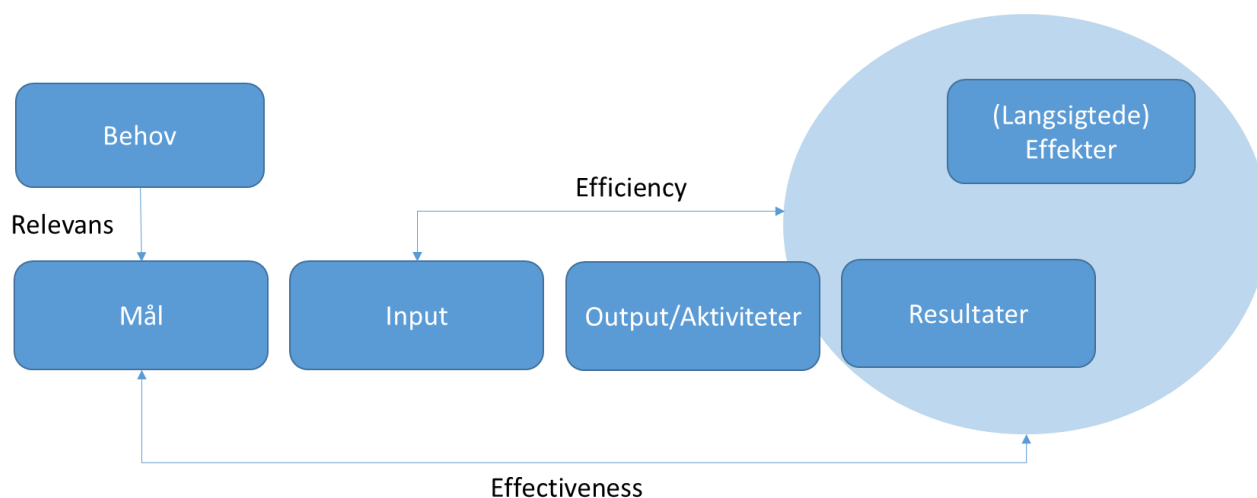 Behov
(Langsigtede)
Effekter
Efficiency
Relevans
Mål
Input
Output/Aktiviteter
Resultater
Effectiveness